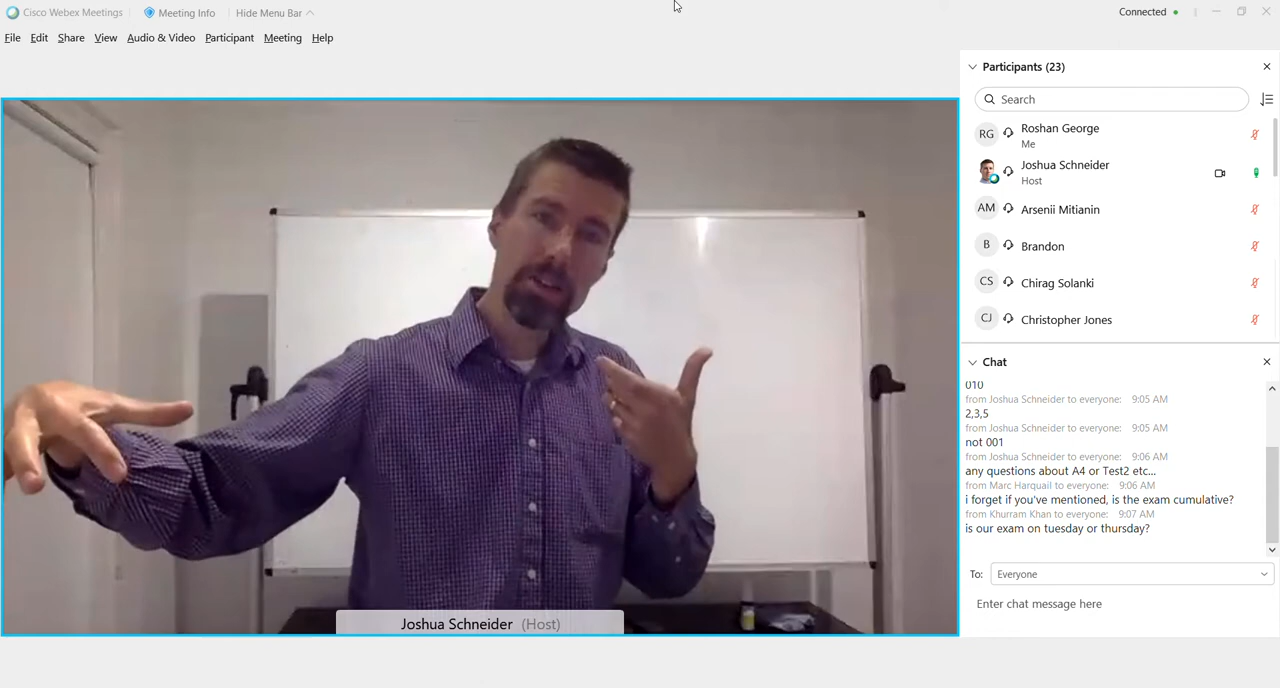 Cisco Webex Meetings Meeting Info Hide Menu Bar Connected
File Edit Share View Audio & Video Participant Meeting Help
Joshua Schneider (Host)
Participants (23)
Search
RG Roshan George
Me
Joshua Schneider
Host
AM Arsenii Mitianin
B Brandon
CS Chirag Solanki
CJ Christopher Jones
Chat
010
from Joshua Schneider to everyone: 9:05 AM
2,3,5
from Joshua Schneider to everyone: 9:05 AM
not 001
from Joshua Schneider to everyone: 9:06 AM
any questions about A4 or Test2 etc...
from Marc Harquail to everyone: 9:06 AM
i forget if you've mentioned, is the exam cumulative?
from Khurram Khan to everyone: 9:07 AM
is our exam on tuesday or thursday?
To: Everyone
Enter chat message here